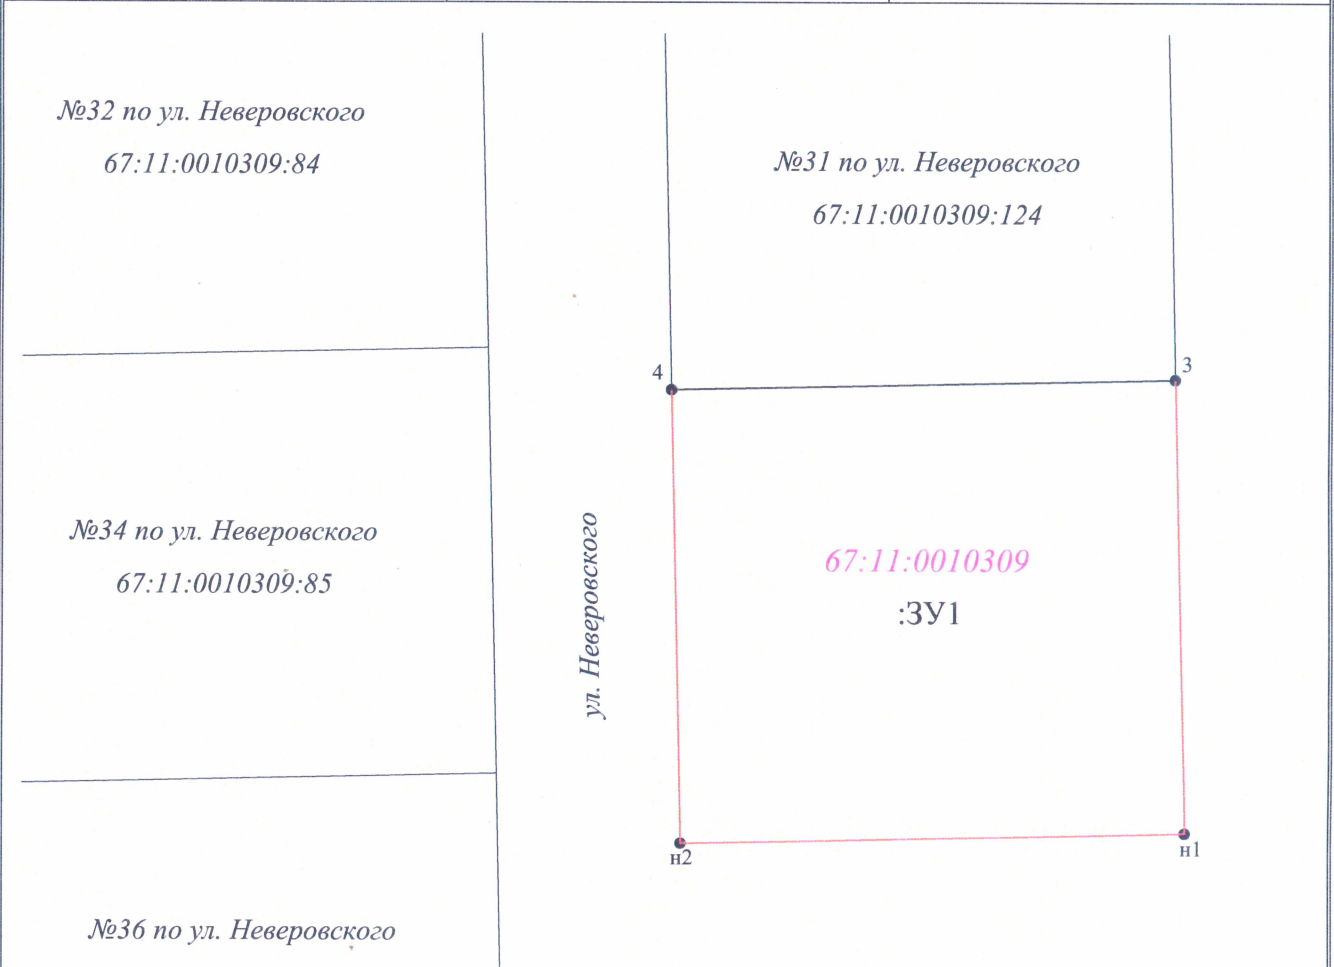 №32 по ул. Неверовского
67:11:0010309:84
№31 по ул. Неверовского
67:11:0010309:124
4
3
№34 по ул. Неверовского
67:11:0010309:85
ул. Неверовского
67:11:0010309
:ЗУ1
н2
н1
№36 по ул. Неверовского